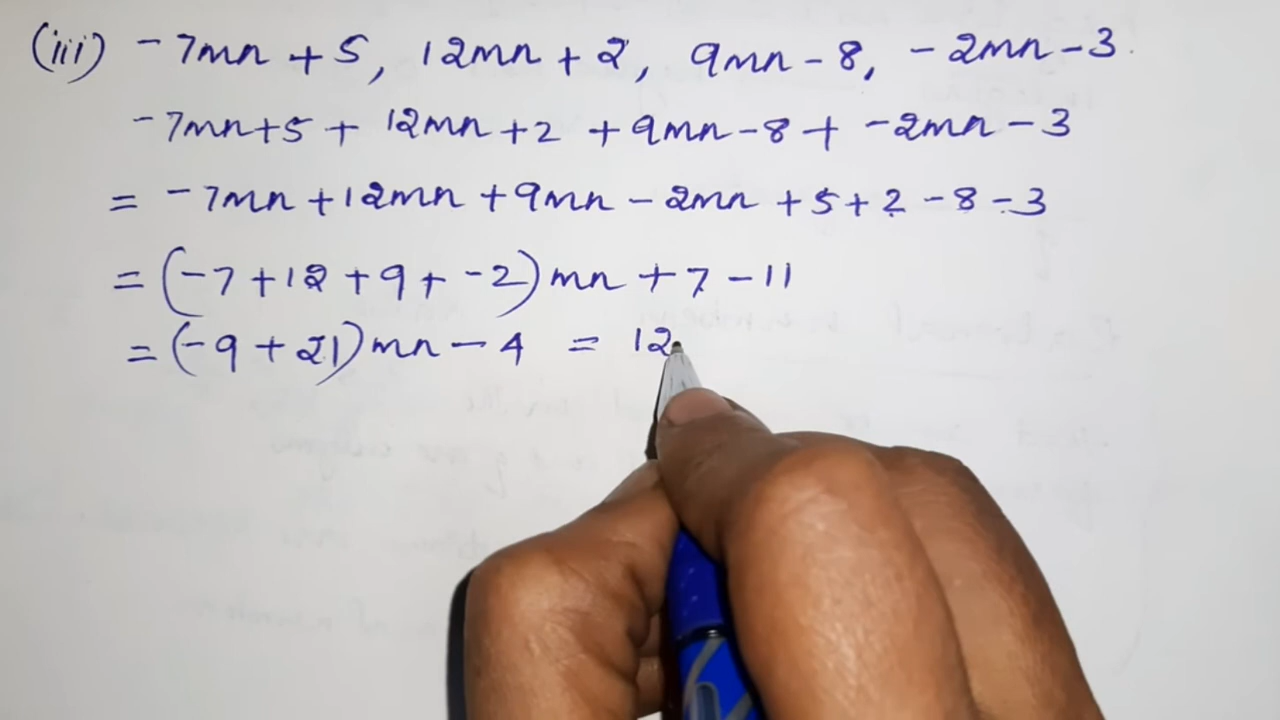 (iii) -7mn + 5, 12mn + 2, 9mn - 8, -2mn - 3.
-7mn + 5 + 12mn + 2 + 9mn - 8 + -2mn - 3
= -7mn + 12mn + 9mn - 2mn + 5 + 2 - 8 - 3
= (-7 + 12 + 9 + -2) mn + 7 - 11
= (-9 + 21) mn - 4 = 12